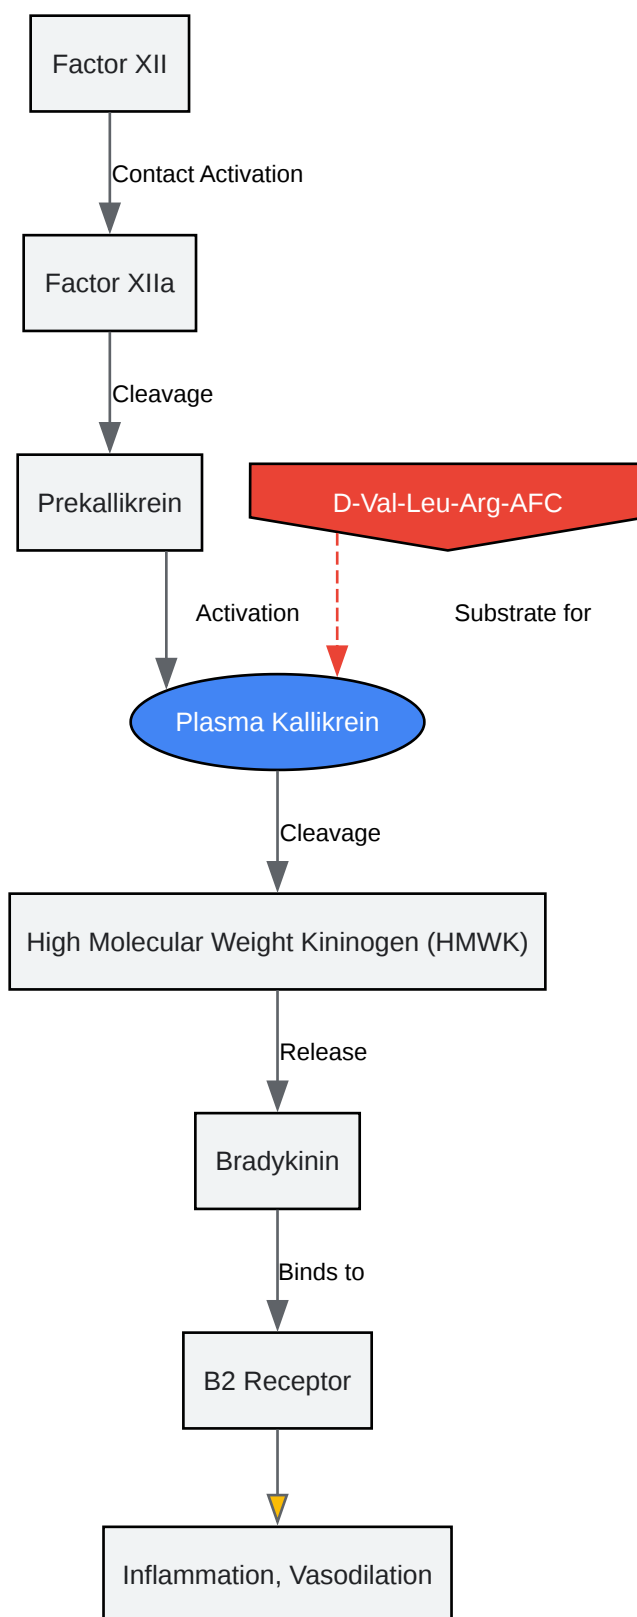 Factor XII
Contact Activation
Factor XIIa
Cleavage
Prekallikrein
D-Val-Leu-Arg-AFC
Activation
Substrate for
Plasma Kallikrein
Cleavage
High Molecular Weight Kininogen (HMWK)
Release
Bradykinin
Binds to
B2 Receptor
Inflammation, Vasodilation